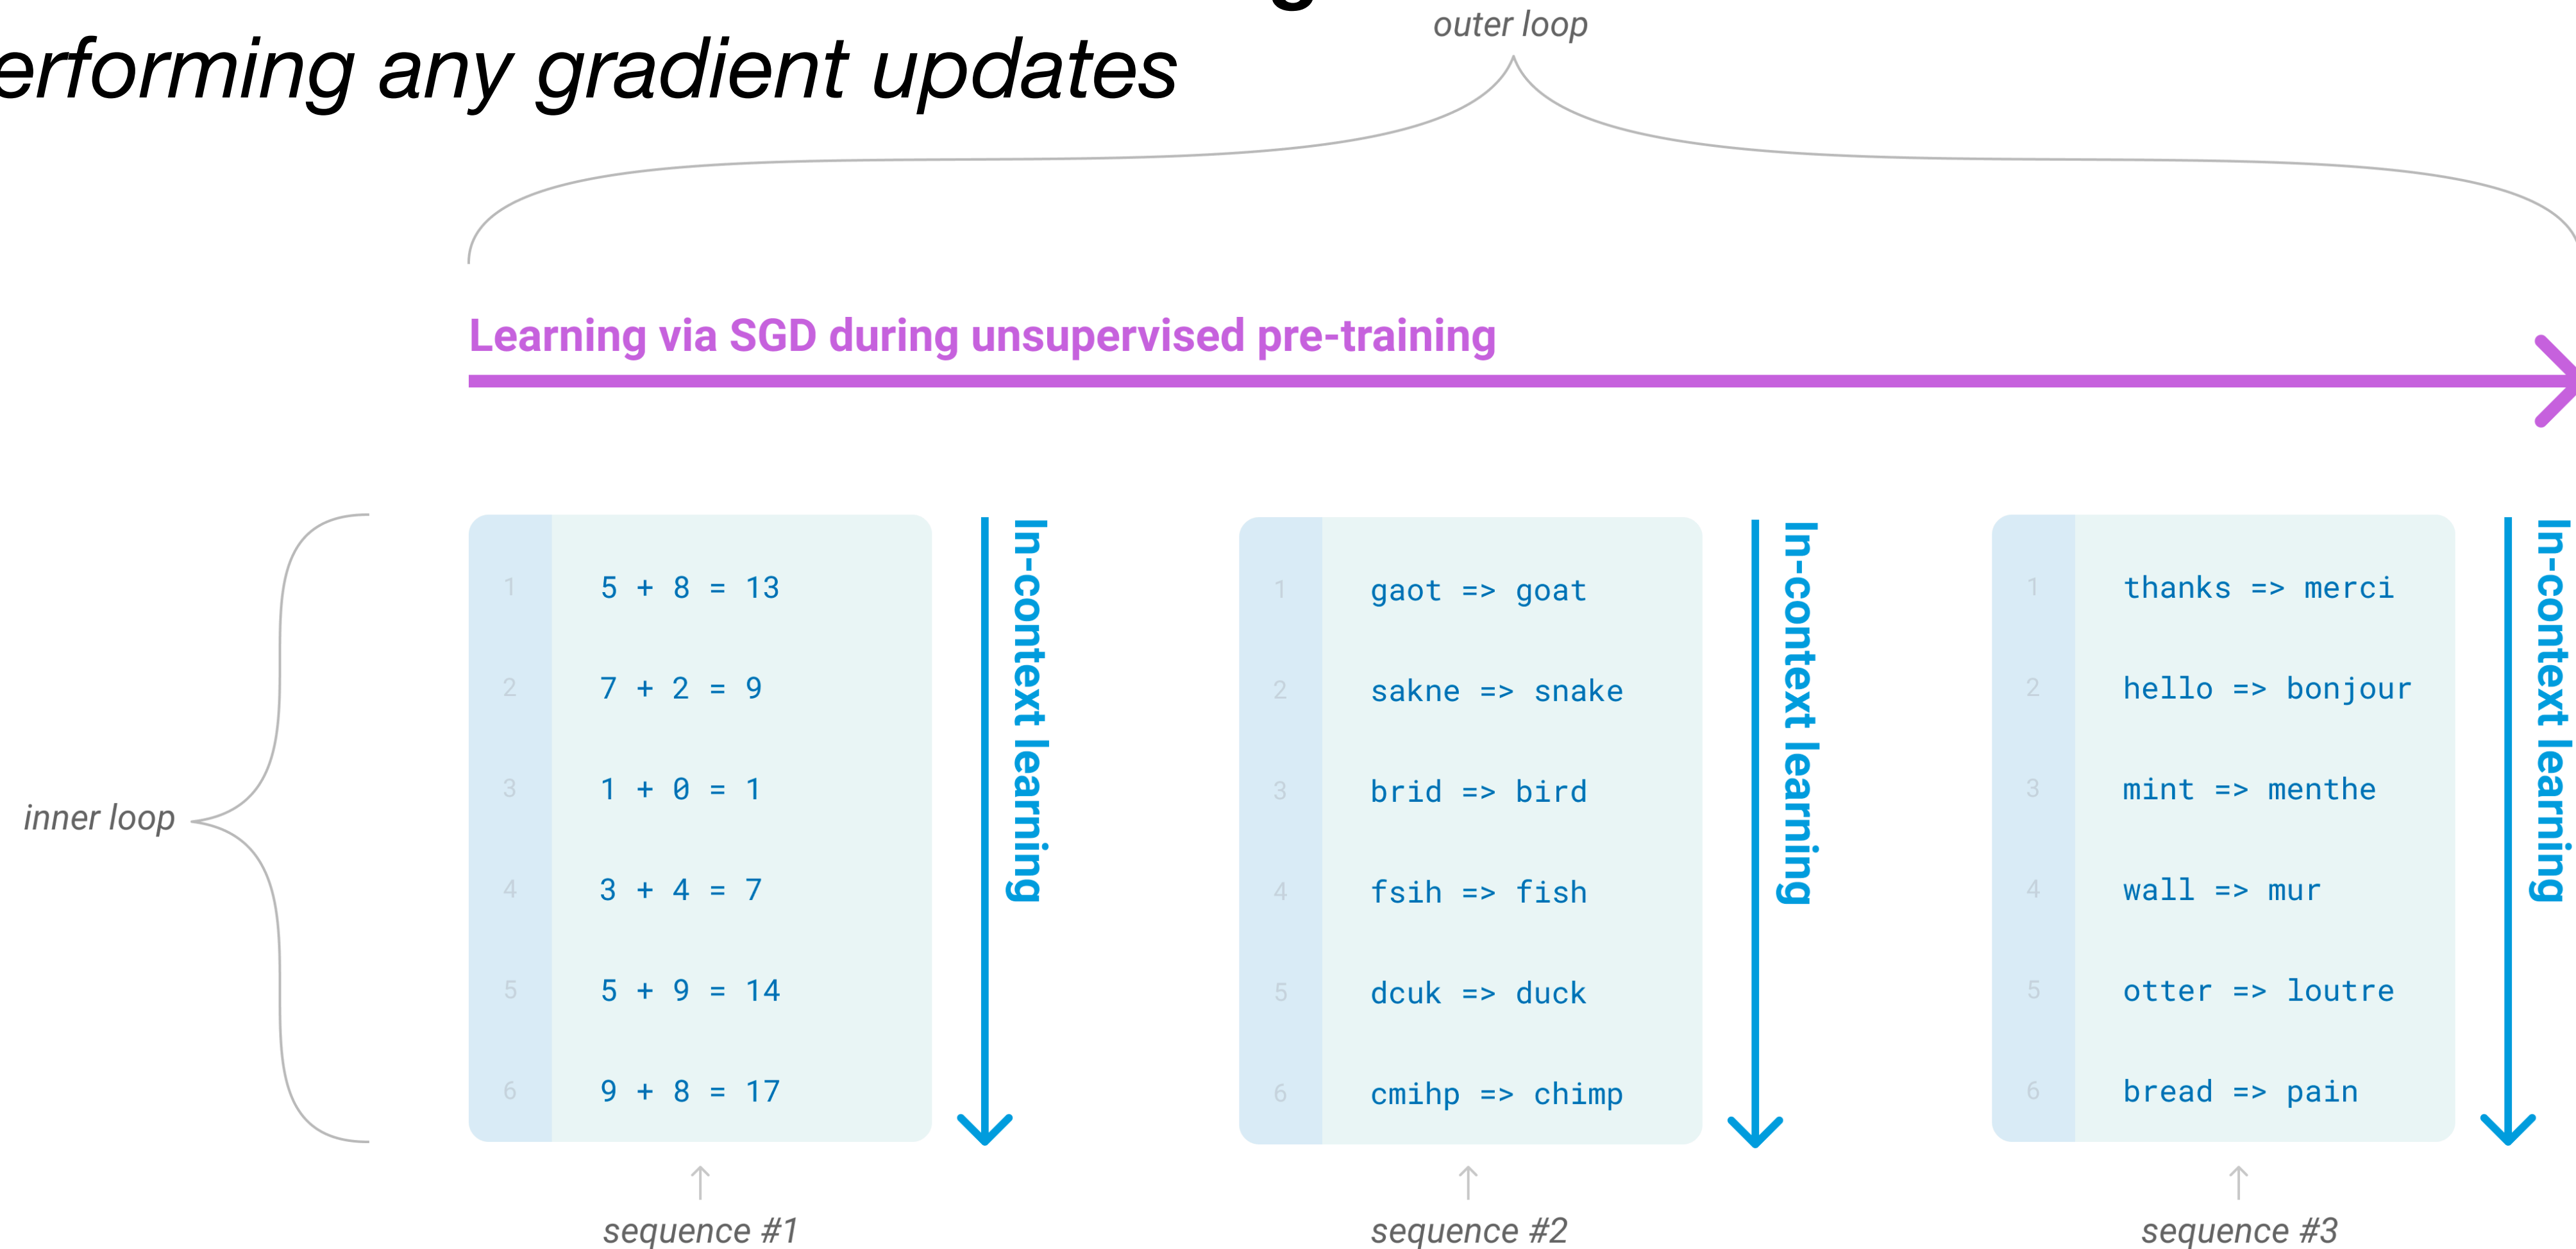 erforming any gradient updates
outer loop
Learning via SGD during unsupervised pre-training
inner loop
1 5 + 8 = 13
2 7 + 2 = 9
3 1 + 0 = 1
4 3 + 4 = 7
5 5 + 9 = 14
6 9 + 8 = 17
In-context learning
sequence #1
1 gaot => goat
2 sakne => snake
3 brid => bird
4 fsih => fish
5 dcuk => duck
6 cmihp => chimp
In-context learning
sequence #2
1 thanks => merci
2 hello => bonjour
3 mint => menthe
4 wall => mur
5 otter => loutre
6 bread => pain
In-context learning
sequence #3